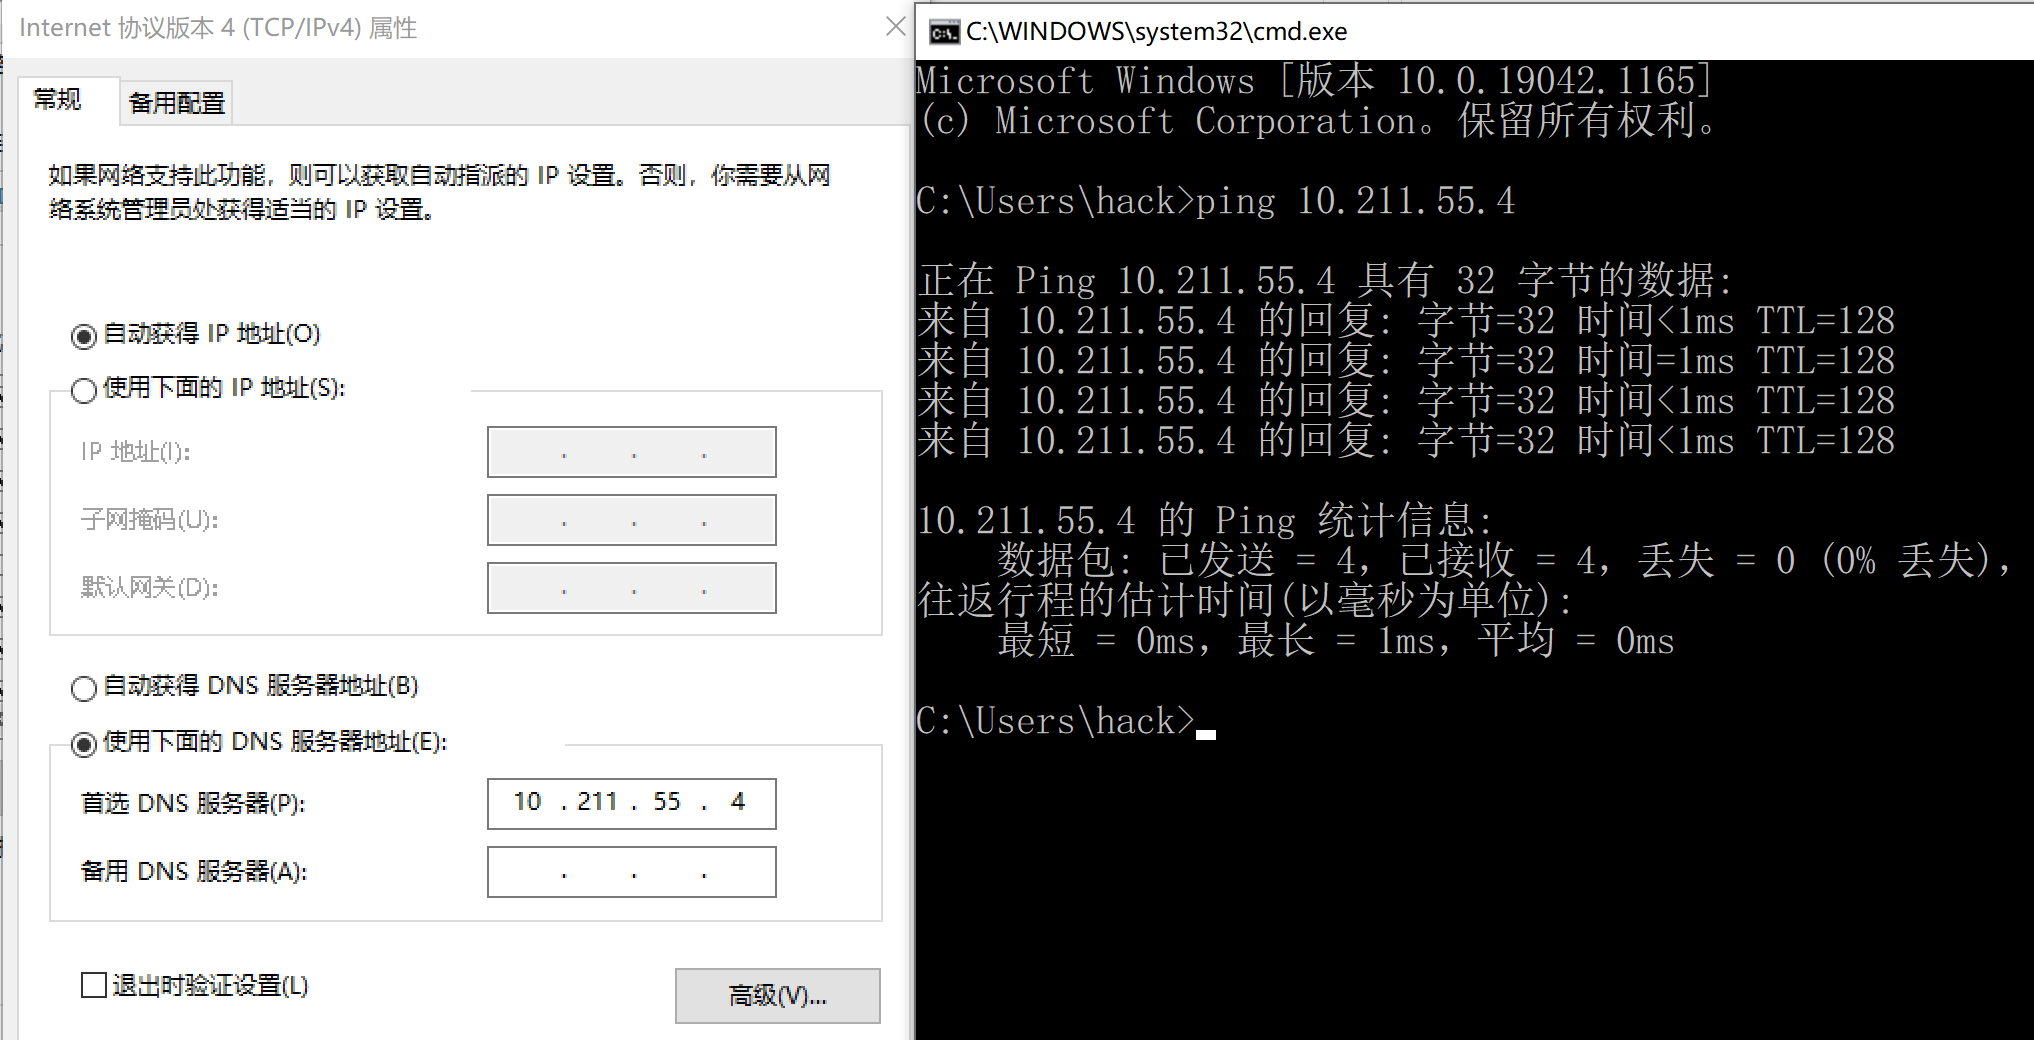 Internet 协议版本 4 (TCP/IPv4) 属性
常规
备用配置
如果网络支持此功能，则可以获取自动指派的 IP 设置。否则，你需要从网
络系统管理员处获得适当的 IP 设置。
自动获得 IP 地址(O)
使用下面的 IP 地址(S):
IP 地址(I):
. . .
子网掩码(U):
. . .
默认网关(D):
. . .
自动获得 DNS 服务器地址(B)
使用下面的 DNS 服务器地址(E):
首选 DNS 服务器(P):
10 . 211 . 55 . 4
备用 DNS 服务器(A):
. . .
退出时验证设置(L)
高级(V)...
C:\WINDOWS\system32\cmd.exe
Microsoft Windows [版本 10.0.19042.1165]
(c) Microsoft Corporation。保留所有权利。
C:\Users\hack>ping 10.211.55.4
正在 Ping 10.211.55.4 具有 32 字节的数据:
来自 10.211.55.4 的回复: 字节=32 时间<1ms TTL=128
来自 10.211.55.4 的回复: 字节=32 时间=1ms TTL=128
来自 10.211.55.4 的回复: 字节=32 时间<1ms TTL=128
来自 10.211.55.4 的回复: 字节=32 时间<1ms TTL=128
10.211.55.4 的 Ping 统计信息:
数据包: 已发送 = 4，已接收 = 4，丢失 = 0 (0% 丢失)，
往返行程的估计时间(以毫秒为单位):
最短 = 0ms，最长 = 1ms，平均 = 0ms
C:\Users\hack>